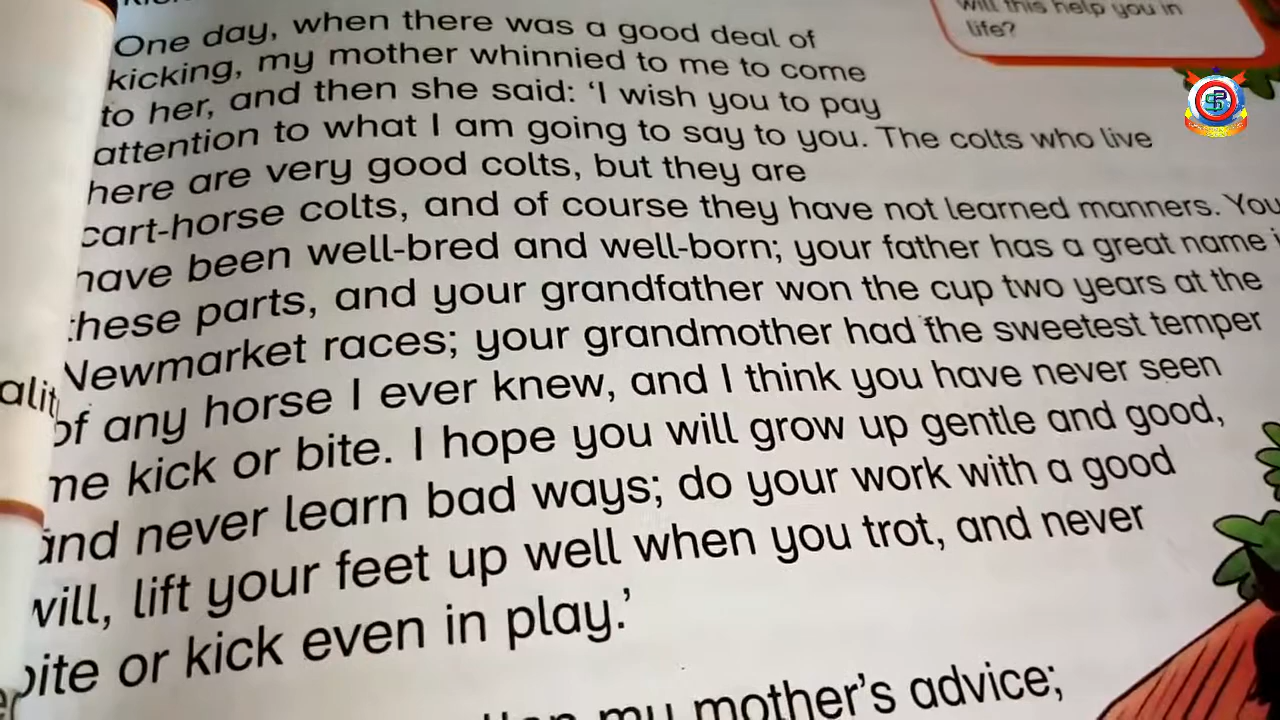 will this help you in
life?
One day, when there was a good deal of
kicking, my mother whinnied to me to come
to her, and then she said: ‘I wish you to pay
attention to what I am going to say to you. The colts who live
here are very good colts, but they are
cart-horse colts, and of course they have not learned manners. You
have been well-bred and well-born; your father has a great name i
these parts, and your grandfather won the cup two years at the
Newmarket races; your grandmother had the sweetest temper
of any horse I ever knew, and I think you have never seen
me kick or bite. I hope you will grow up gentle and good,
and never learn bad ways; do your work with a good
will, lift your feet up well when you trot, and never
bite or kick even in play.’
my mother’s advice;
alit